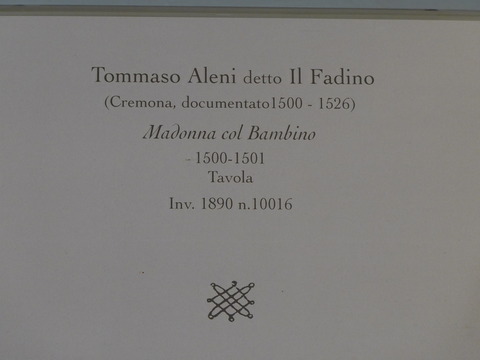 Tommaso Aleni detto Il Fadino
(Cremona, documentato1500 - 1526)
Madonna col Bambino
1500-1501
Tavola
Inv. 1890 n.10016